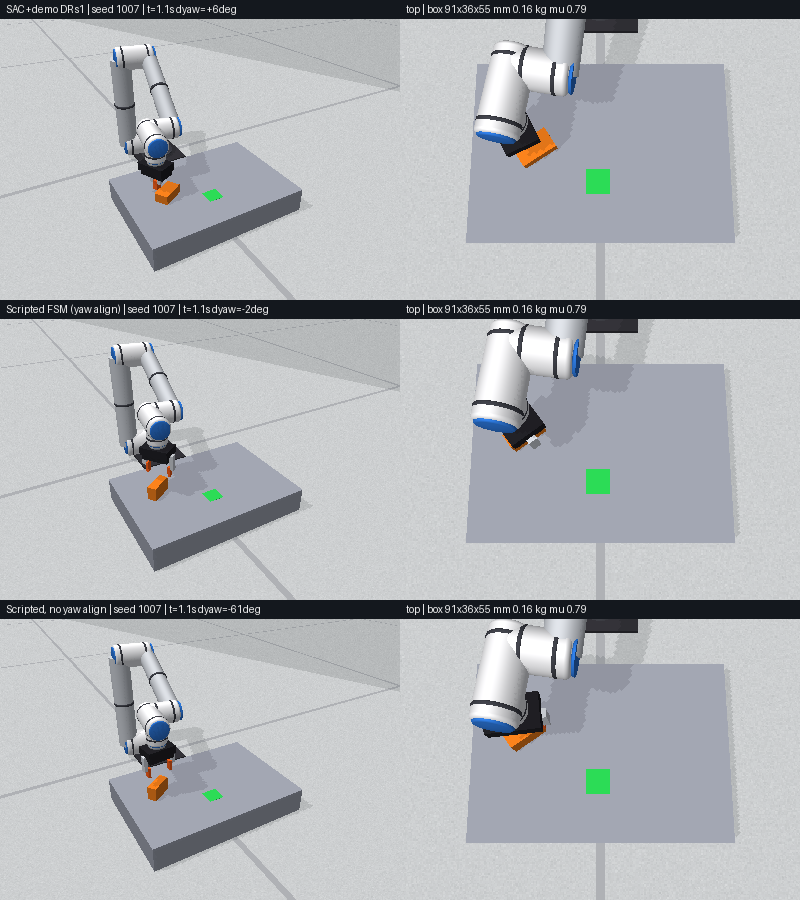 SAC+demo DRs1 | seed 1007 | t=1.1s dyaw=+6deg
top | box 91x36x55 mm 0.16 kg mu 0.79
Scripted FSM (yaw align) | seed 1007 | t=1.1s dyaw=-2deg
top | box 91x36x55 mm 0.16 kg mu 0.79
Scripted, no yaw align | seed 1007 | t=1.1s dyaw=-61deg
top | box 91x36x55 mm 0.16 kg mu 0.79